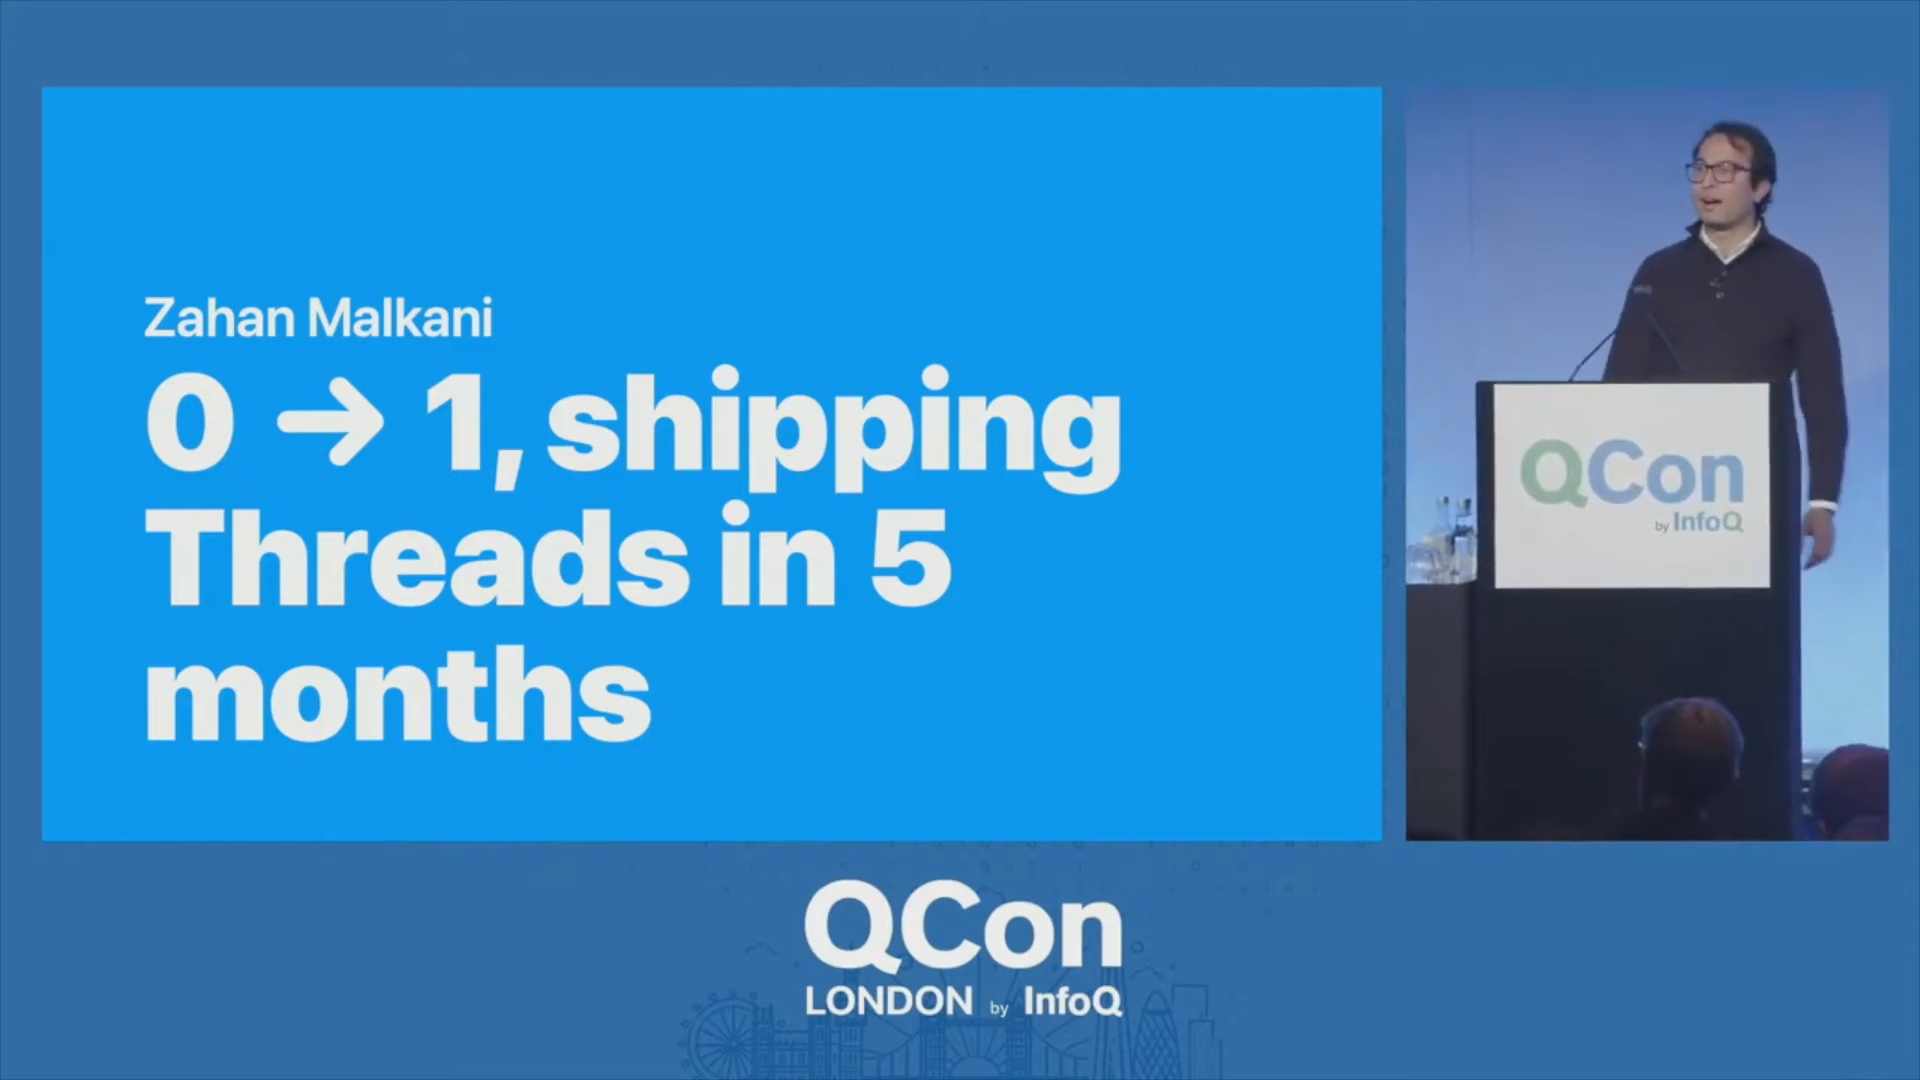 Zahan Malkani
0 → 1, shipping
Threads in 5
months
QCon
by InfoQ
QCon
LONDON by InfoQ